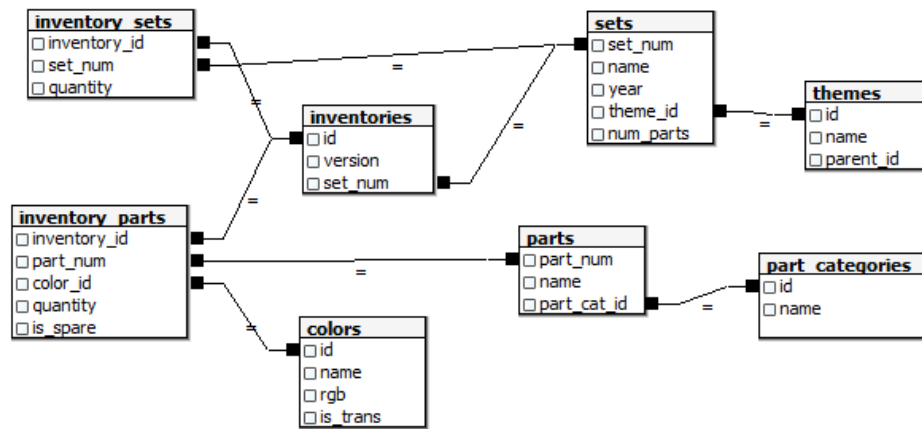 inventory_sets
inventory_id
set_num
quantity
sets
set_num
name
year
theme_id
num_parts
themes
id
name
parent_id
inventories
id
version
set_num
inventory_parts
inventory_id
part_num
color_id
quantity
is_spare
parts
part_num
name
part_cat_id
part_categories
id
name
colors
id
name
rgb
is_trans
=
=
=
=
=
=
=
=